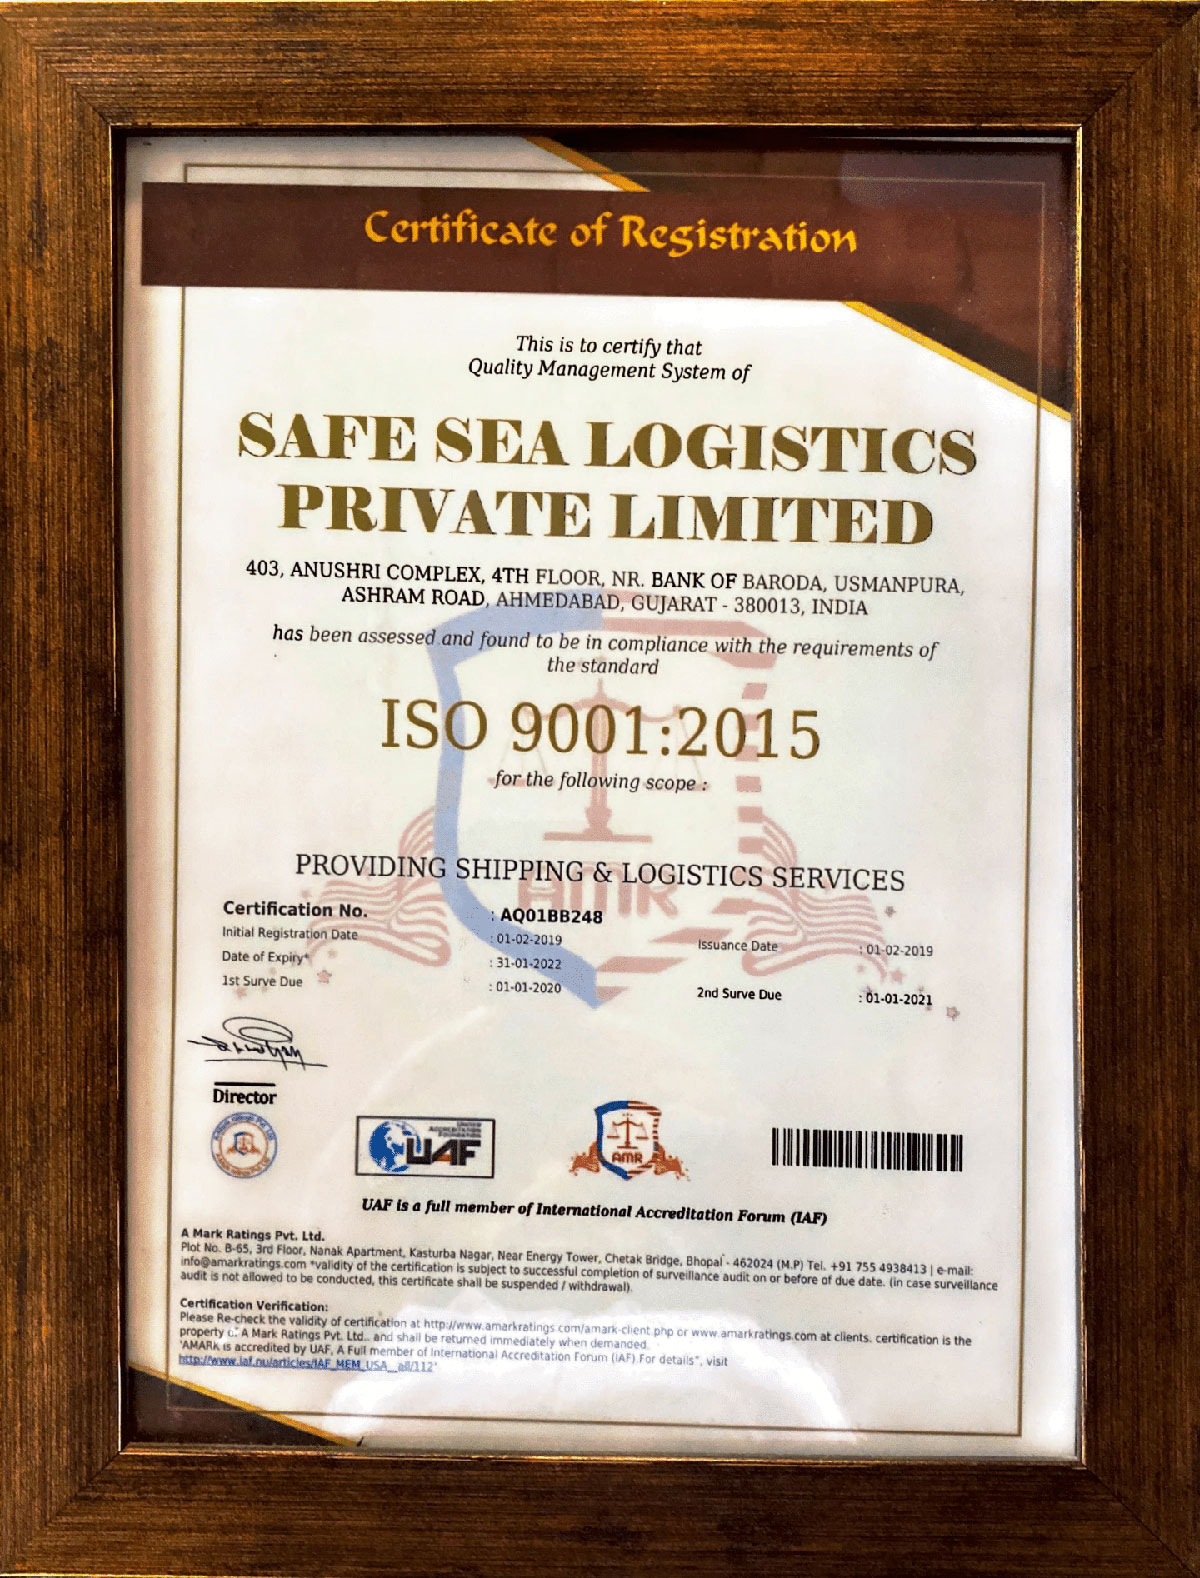 Certificate of Registration
This is to certify that
Quality Management System of
SAFE SEA LOGISTICS
PRIVATE LIMITED
403, ANUSHRI COMPLEX, 4TH FLOOR, NR. BANK OF BARODA, USMANPURA,
ASHRAM ROAD, AHMEDABAD, GUJARAT - 380013, INDIA
has been assessed and found to be in compliance with the requirements of
the standard
ISO 9001:2015
for the following scope :
PROVIDING SHIPPING & LOGISTICS SERVICES
AMR
Certification No. : AQ01BB248
Initial Registration Date : 01-02-2019 Issuance Date : 01-02-2019
Date of Expiry* : 31-01-2022
1st Surve Due : 01-01-2020 2nd Surve Due : 01-01-2021
Director
UNITED
ACCREDITATION
FOUNDATION
UAF
AMR
UAF is a full member of International Accreditation Forum (IAF)
A Mark Ratings Pvt. Ltd.
Plot No. B-65, 3rd Floor, Nanak Apartment, Kasturba Nagar, Near Energy Tower, Chetak Bridge, Bhopal - 462024 (M.P) Tel. +91 755 4938413 | e-mail:
info@amarkratings.com *validity of the certification is subject to successful completion of surveillance audit on or before of due date. (in case surveillance
audit is not allowed to be conducted, this certificate shall be suspended / withdrawal).
Certification Verification:
Please Re-check the validity of certification at http://www.amarkratings.com/amark-client.php or www.amarkratings.com at clients. certification is the
property of A Mark Ratings Pvt. Ltd.. and shall be returned immediately when demanded.
"AMARK is accredited by UAF, A Full member of International Accreditation Forum (IAF).For details", visit
http://www.iaf.nu/articles/IAF_MEM_USA__all/112"